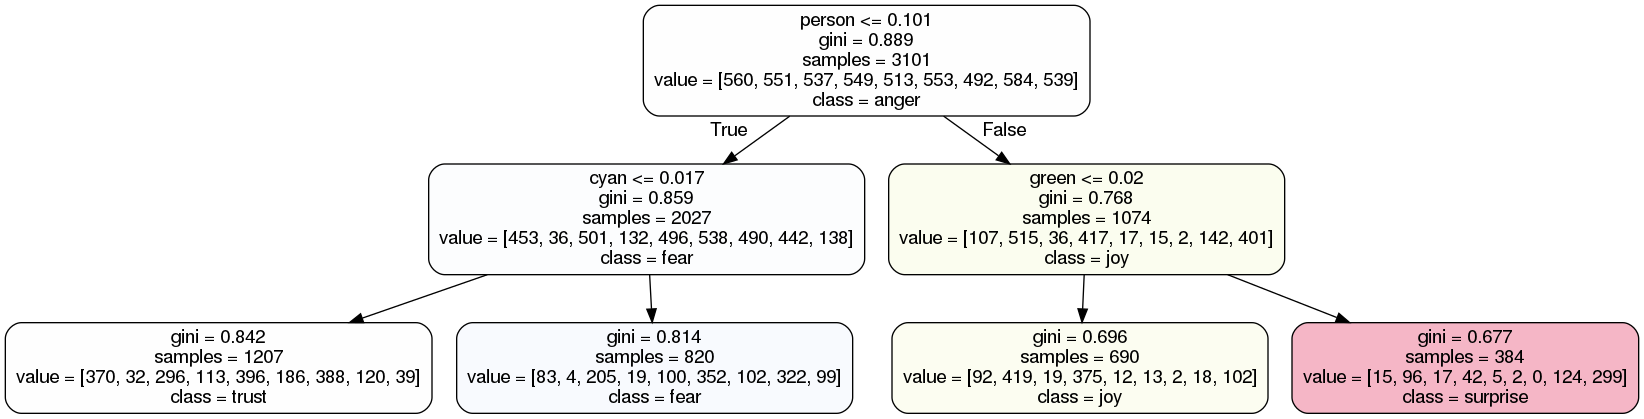 person <= 0.101
gini = 0.889
samples = 3101
value = [560, 551, 537, 549, 513, 553, 492, 584, 539]
class = anger
True
False
cyan <= 0.017
gini = 0.859
samples = 2027
value = [453, 36, 501, 132, 496, 538, 490, 442, 138]
class = fear
green <= 0.02
gini = 0.768
samples = 1074
value = [107, 515, 36, 417, 17, 15, 2, 142, 401]
class = joy
gini = 0.842
samples = 1207
value = [370, 32, 296, 113, 396, 186, 388, 120, 39]
class = trust
gini = 0.814
samples = 820
value = [83, 4, 205, 19, 100, 352, 102, 322, 99]
class = fear
gini = 0.696
samples = 690
value = [92, 419, 19, 375, 12, 13, 2, 18, 102]
class = joy
gini = 0.677
samples = 384
value = [15, 96, 17, 42, 5, 2, 0, 124, 299]
class = surprise